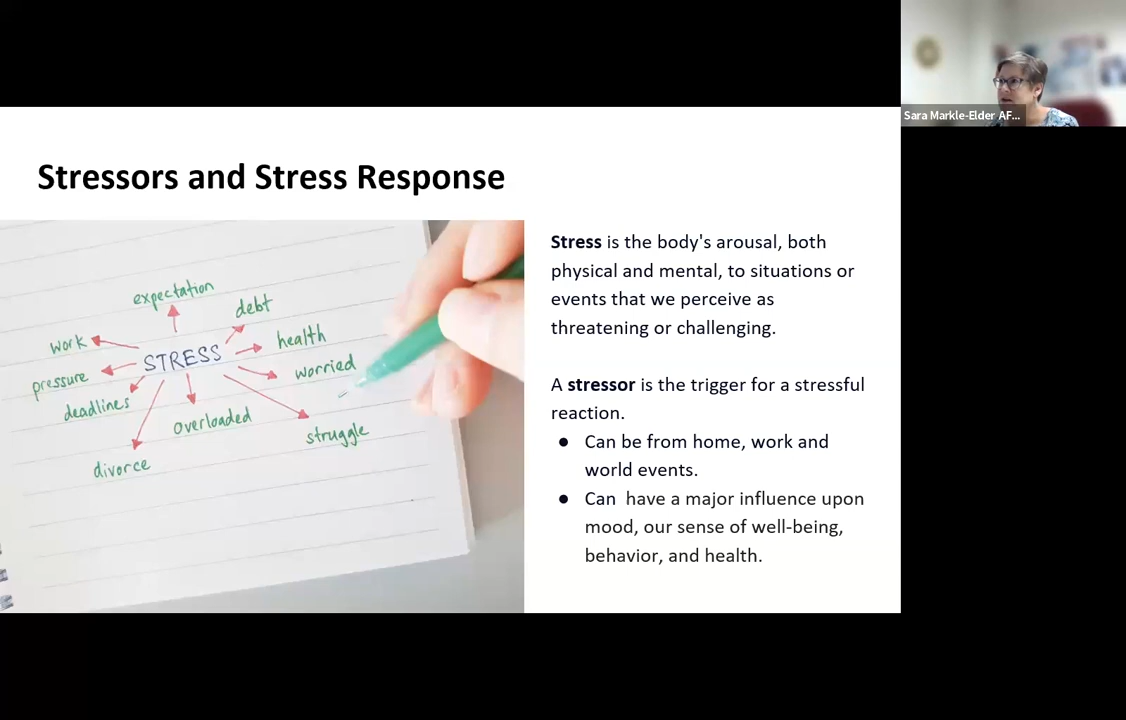 Sara Markle-Elder AF...
Stressors and Stress Response
expectation
debt
work
health
STRESS
worried
pressure
deadlines
overloaded
struggle
divorce
Stress is the body's arousal, both
physical and mental, to situations or
events that we perceive as
threatening or challenging.
A stressor is the trigger for a stressful
reaction.
● Can be from home, work and
world events.
● Can  have a major influence upon
mood, our sense of well-being,
behavior, and health.